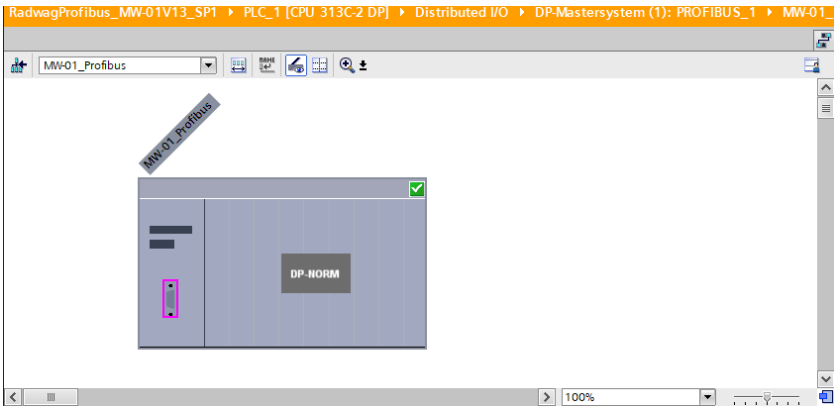 RadwagProfibus_MW-01V13_SP1 ▸ PLC_1 [CPU 313C-2 DP] ▸ Distributed I/O ▸ DP-Mastersystem (1): PROFIBUS_1 ▸ MW-01_
MW-01_Profibus
MW-01_Profibus
DP-NORM
100%